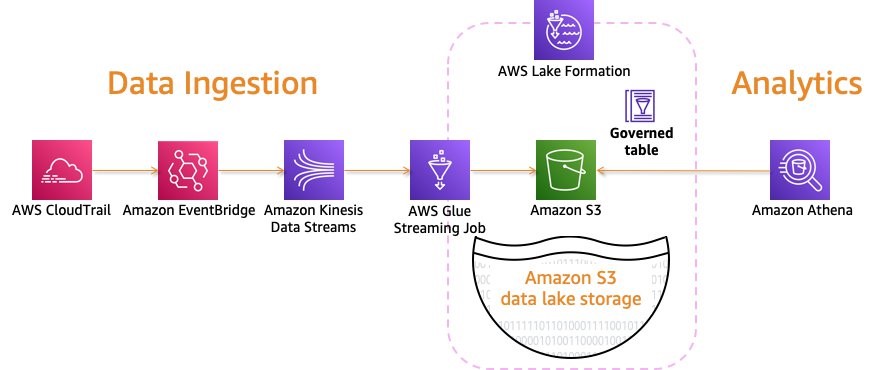 AWS Lake Formation
Data Ingestion
Analytics
Governed
table
AWS CloudTrail
Amazon EventBridge
Amazon Kinesis
Data Streams
AWS Glue
Streaming Job
Amazon S3
Amazon Athena
Amazon S3
data lake storage